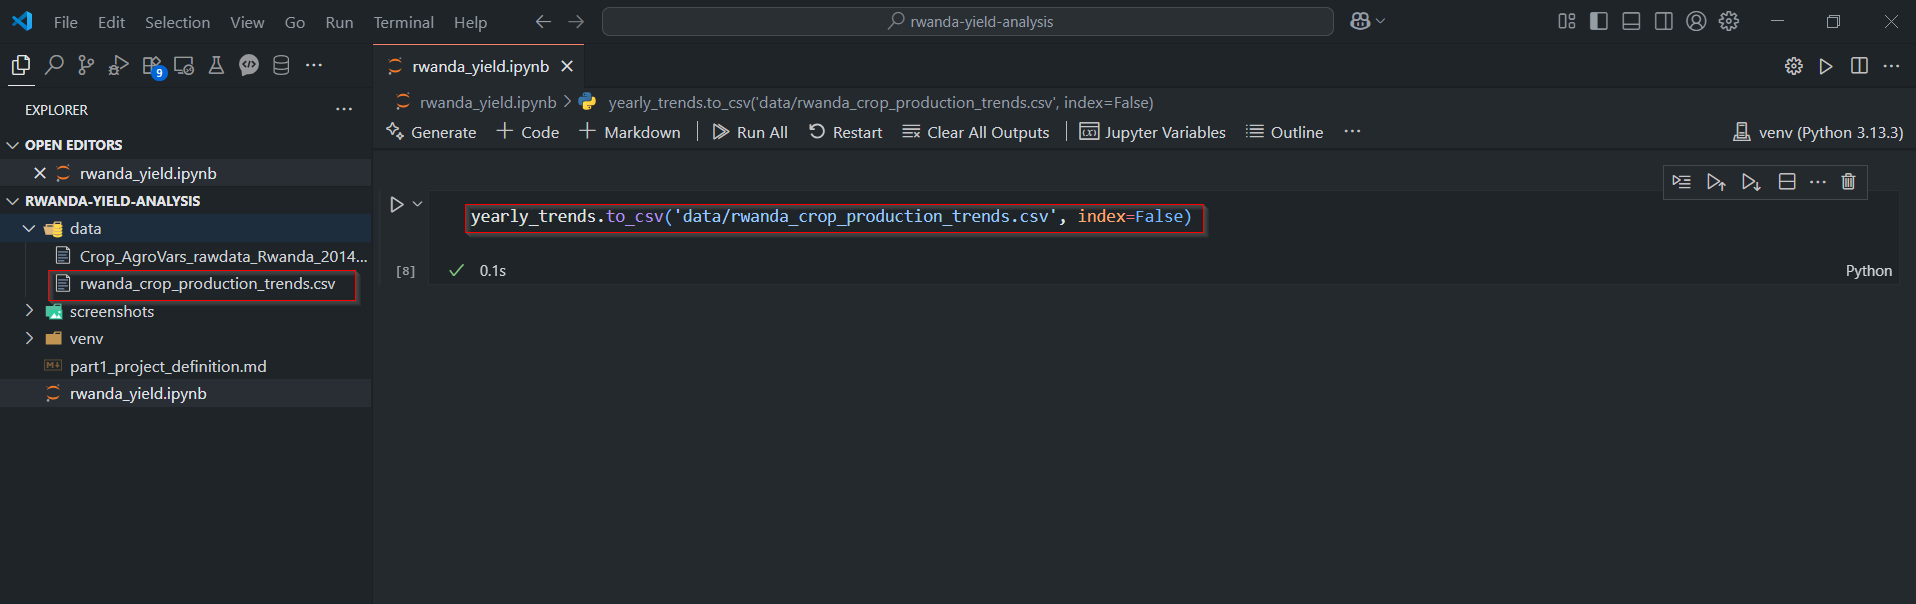 File Edit Selection View Go Run Terminal Help
rwanda-yield-analysis
9
EXPLORER
OPEN EDITORS
rwanda_yield.ipynb
RWANDA-YIELD-ANALYSIS
data
Crop_AgroVars_rawdata_Rwanda_2014...
rwanda_crop_production_trends.csv
screenshots
venv
part1_project_definition.md
rwanda_yield.ipynb
rwanda_yield.ipynb
rwanda_yield.ipynb > yearly_trends.to_csv('data/rwanda_crop_production_trends.csv', index=False)
Generate + Code + Markdown Run All Restart Clear All Outputs Jupyter Variables Outline ...
venv (Python 3.13.3)
yearly_trends.to_csv('data/rwanda_crop_production_trends.csv', index=False)
[8] 0.1s
Python